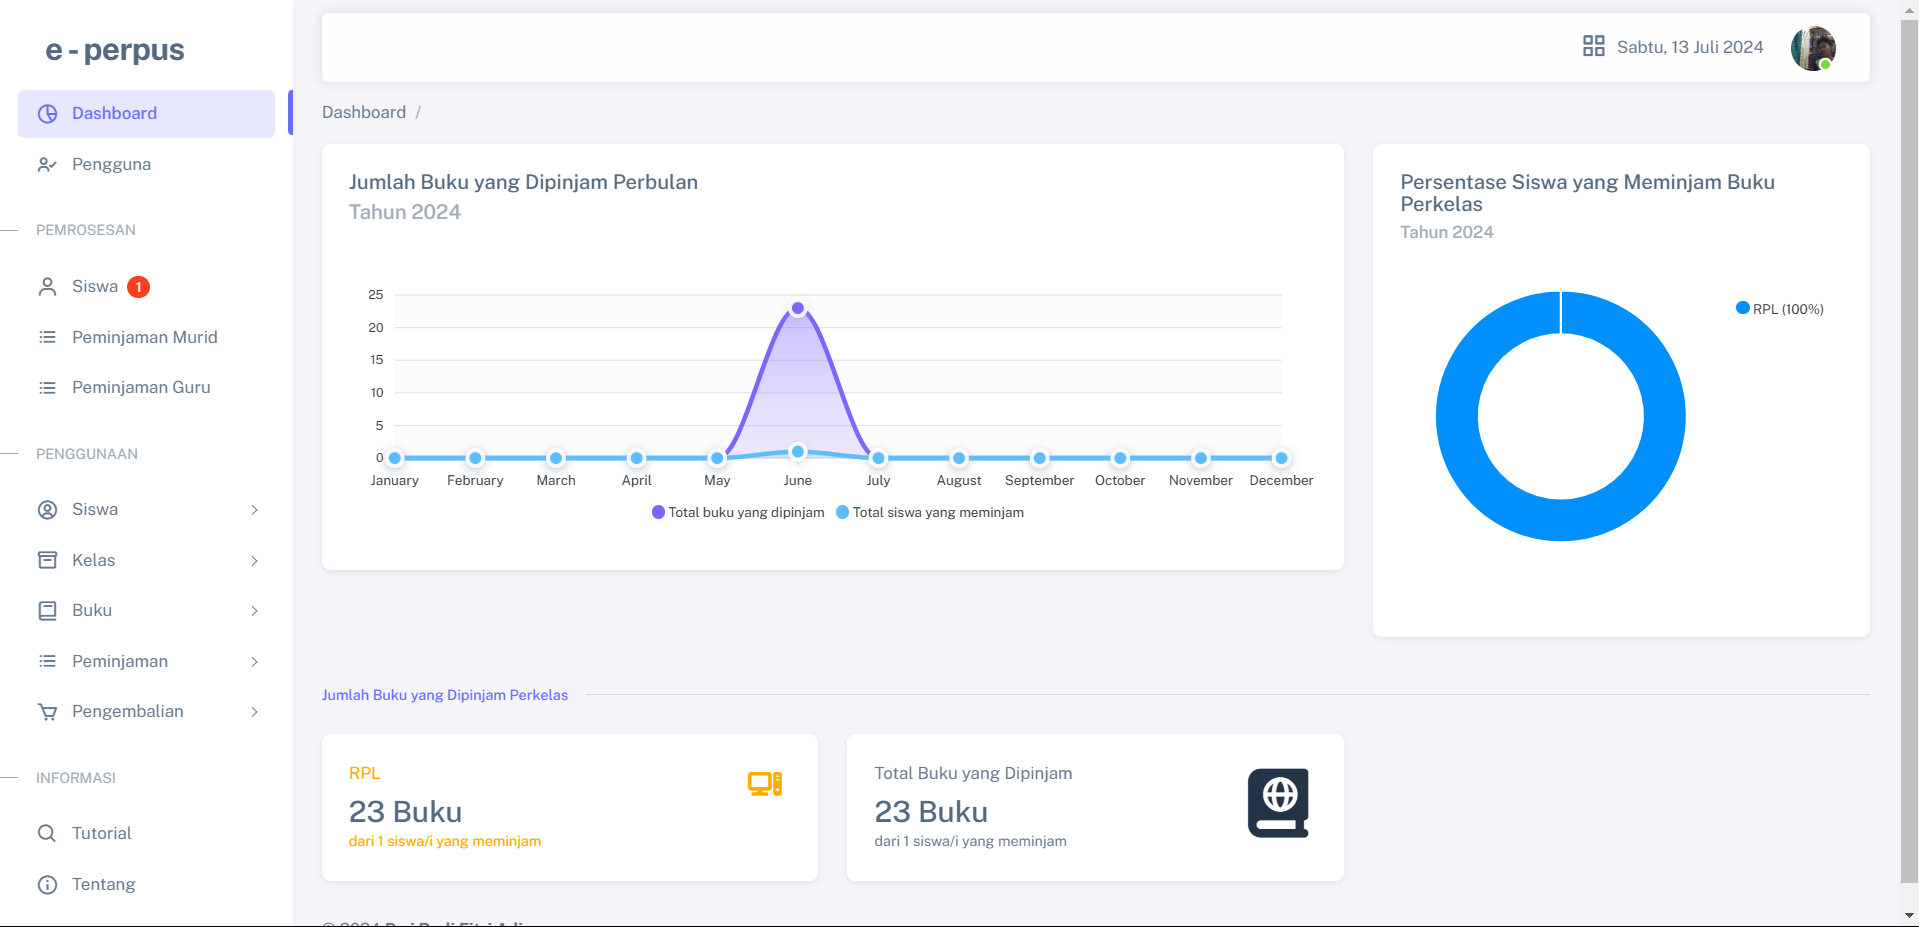 e - perpus
Dashboard
Pengguna
PEMROSESAN
Siswa 1
Peminjaman Murid
Peminjaman Guru
PENGGUNAAN
Siswa
Kelas
Buku
Peminjaman
Pengembalian
INFORMASI
Tutorial
Tentang
Sabtu, 13 Juli 2024
Dashboard /
Jumlah Buku yang Dipinjam Perbulan
Tahun 2024
25
20
15
10
5
0
January February March April May June July August September October November December
Total buku yang dipinjam Total siswa yang meminjam
Persentase Siswa yang Meminjam Buku
Perkelas
Tahun 2024
RPL (100%)
Jumlah Buku yang Dipinjam Perkelas
RPL
23 Buku
dari 1 siswa/i yang meminjam
Total Buku yang Dipinjam
23 Buku
dari 1 siswa/i yang meminjam
© 2024